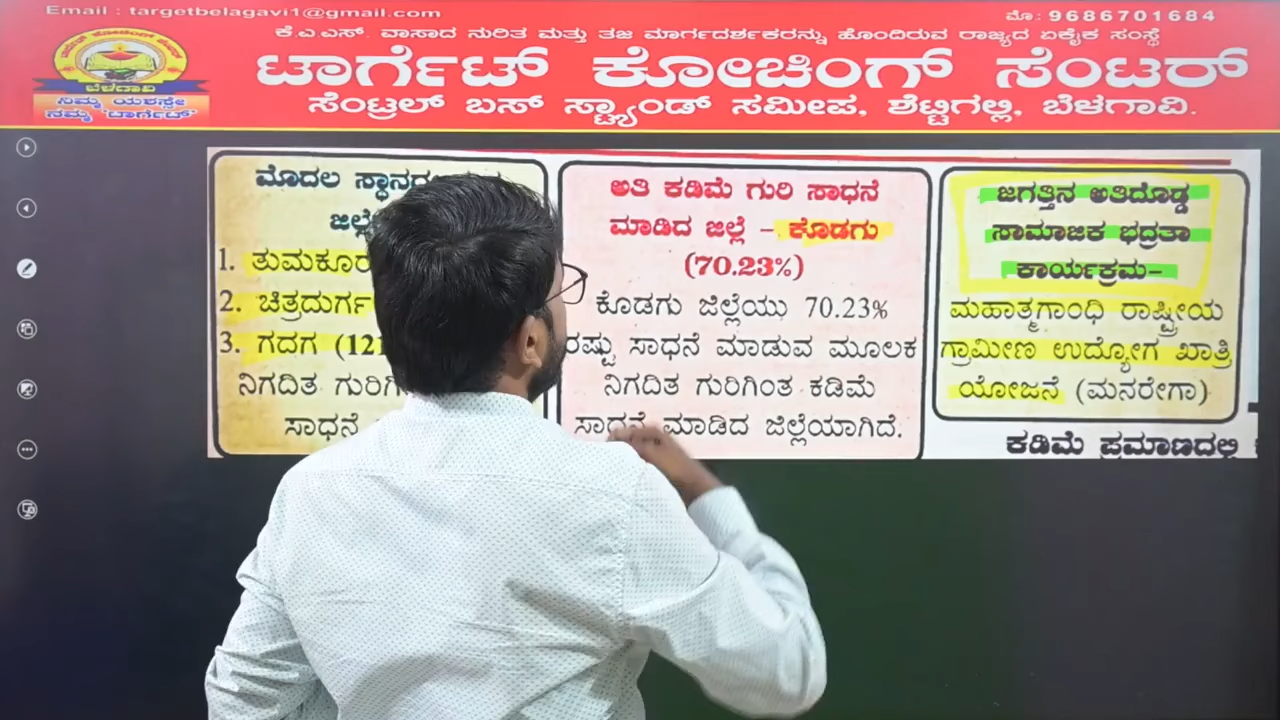 Email : targetbelagavi1@gmail.com
ಮೊ: 9686701684
ಕೆ.ಎ.ಎಸ್. ವಾಸಾದ ನುರಿತ ಮತ್ತು ತಜ್ಞ ಮಾರ್ಗದರ್ಶಕರನ್ನು ಹೊಂದಿರುವ ರಾಜ್ಯದ ಏಕೈಕ ಸಂಸ್ಥೆ
ಟಾರ್ಗೆಟ್ ಕೋಚಿಂಗ್ ಸೆಂಟರ್
ಸೆಂಟ್ರಲ್ ಬಸ್ ಸ್ಟ್ಯಾಂಡ್ ಸಮೀಪ, ಶೆಟ್ಟಿಗಲ್ಲಿ, ಬೆಳಗಾವಿ.
ಬೆಳಗಾವಿ
ನಿಮ್ಮ ಯಶಸ್ಸೇ
ನಮ್ಮ ಟಾರ್ಗೆಟ್
ಮೊದಲ
1. ತುಮಕೂರ
2. ಚಿತ್ರದುರ್ಗ
3. ಗದಗ (121
ನಿಗದಿತ
ಸಾಧನೆ
ಅತಿ ಕಡಿಮೆ ಗುರಿ ಸಾಧನೆ
ಮಾಡಿದ ಜಿಲ್ಲೆ – ಕೊಡಗು
(70.23%)
ಕೊಡಗು ಜಿಲ್ಲೆಯು 70.23%
ರಷ್ಟು ಸಾಧನೆ ಮಾಡುವ ಮೂಲಕ
ನಿಗದಿತ ಗುರಿಗಿಂತ ಕಡಿಮೆ
ಸಾಧನೆ ಮಾಡಿದ ಜಿಲ್ಲೆಯಾಗಿದೆ.
ಜಗತ್ತಿನ ಅತಿದೊಡ್ಡ
ಸಾಮಾಜಿಕ ಭದ್ರತಾ
ಕಾರ್ಯಕ್ರಮ–
ಮಹಾತ್ಮಗಾಂಧಿ ರಾಷ್ಟ್ರೀಯ
ಗ್ರಾಮೀಣ ಉದ್ಯೋಗ ಖಾತ್ರಿ
ಯೋಜನೆ (ಮನರೇಗಾ)
ಕಡಿಮೆ ಪ್ರಮಾಣದಲ್ಲಿ